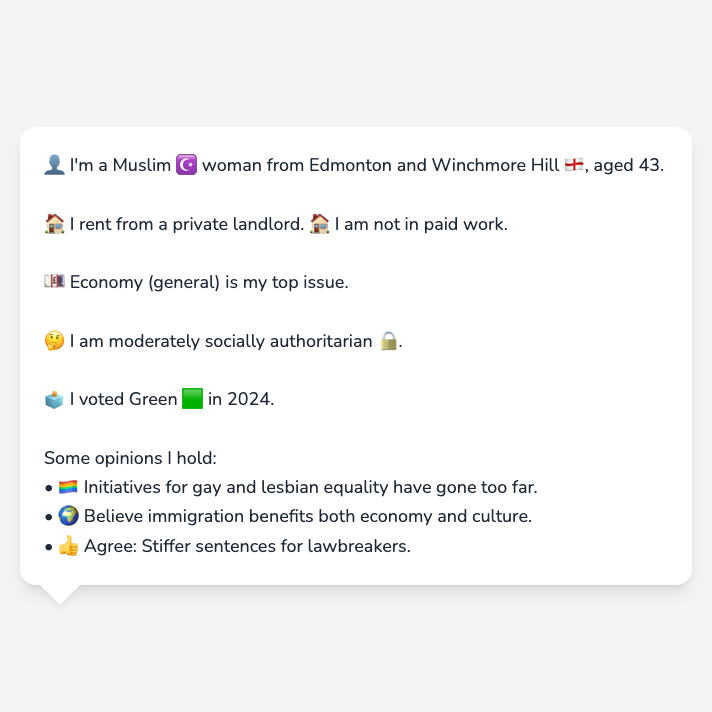 👤 I'm a Muslim ☪️ woman from Edmonton and Winchmore Hill 🏴󠁧󠁢󠁥󠁮󠁧󠁿, aged 43.
🏠 I rent from a private landlord. 🏠 I am not in paid work.
💷 Economy (general) is my top issue.
🤔 I am moderately socially authoritarian 🔒.
🗳️ I voted Green 🟩 in 2024.
Some opinions I hold:
• 🏳️‍🌈 Initiatives for gay and lesbian equality have gone too far.
• 🌍 Believe immigration benefits both economy and culture.
• 👍 Agree: Stiffer sentences for lawbreakers.